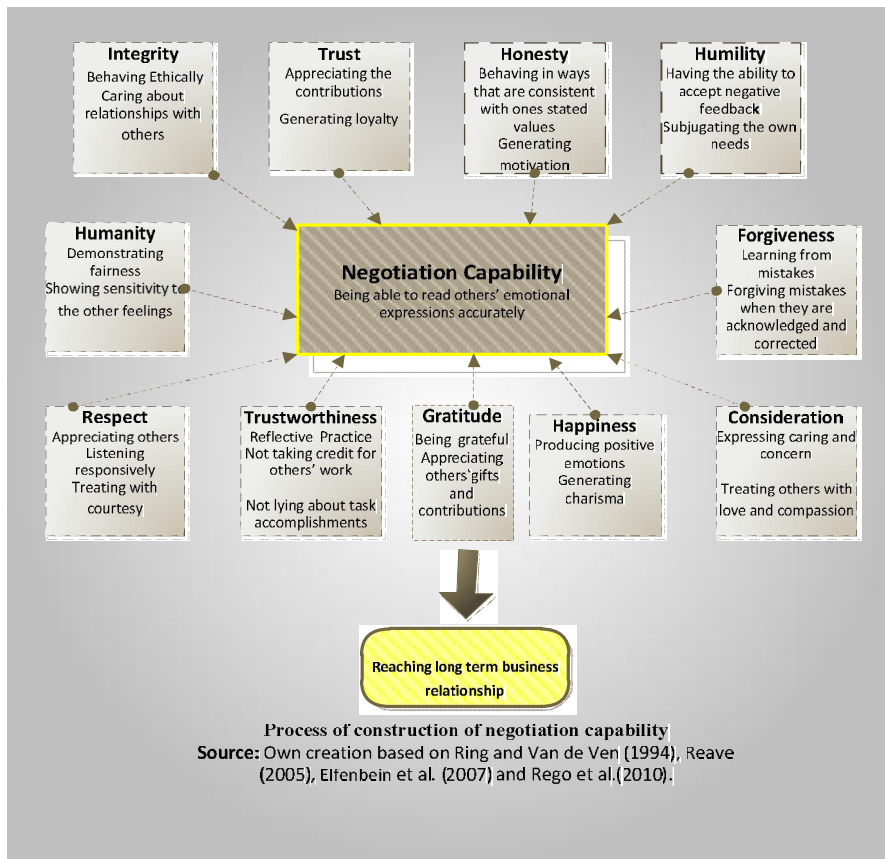 Integrity
Behaving Ethically
Caring about
relationships with
others
Trust
Appreciating the
contributions
Generating loyalty
Honesty
Behaving in ways
that are consistent
with ones stated
values
Generating
motivation
Humility
Having the ability to
accept negative
feedback
Subjugating the own
needs
Humanity
Demonstrating
fairness
Showing sensitivity to
the other feelings
Negotiation Capability
Being able to read others’ emotional
expressions accurately
Forgiveness
Learning from
mistakes
Forgiving mistakes
when they are
acknowledged and
corrected
Respect
Appreciating others
Listening
responsively
Treating with
courtesy
Trustworthiness
Reflective Practice
Not taking credit for
others’ work
Not lying about task
accomplishments
Gratitude
Being grateful
Appreciating
others‘gifts
and
contributions
Happiness
Producing positive
emotions
Generating
charisma
Consideration
Expressing caring and
concern
Treating others with
love and compassion
Reaching long term business
relationship
Process of construction of negotiation capability
Source: Own creation based on Ring and Van de Ven (1994), Reave
(2005), Elfenbein et al. (2007) and Rego et al.(2010).